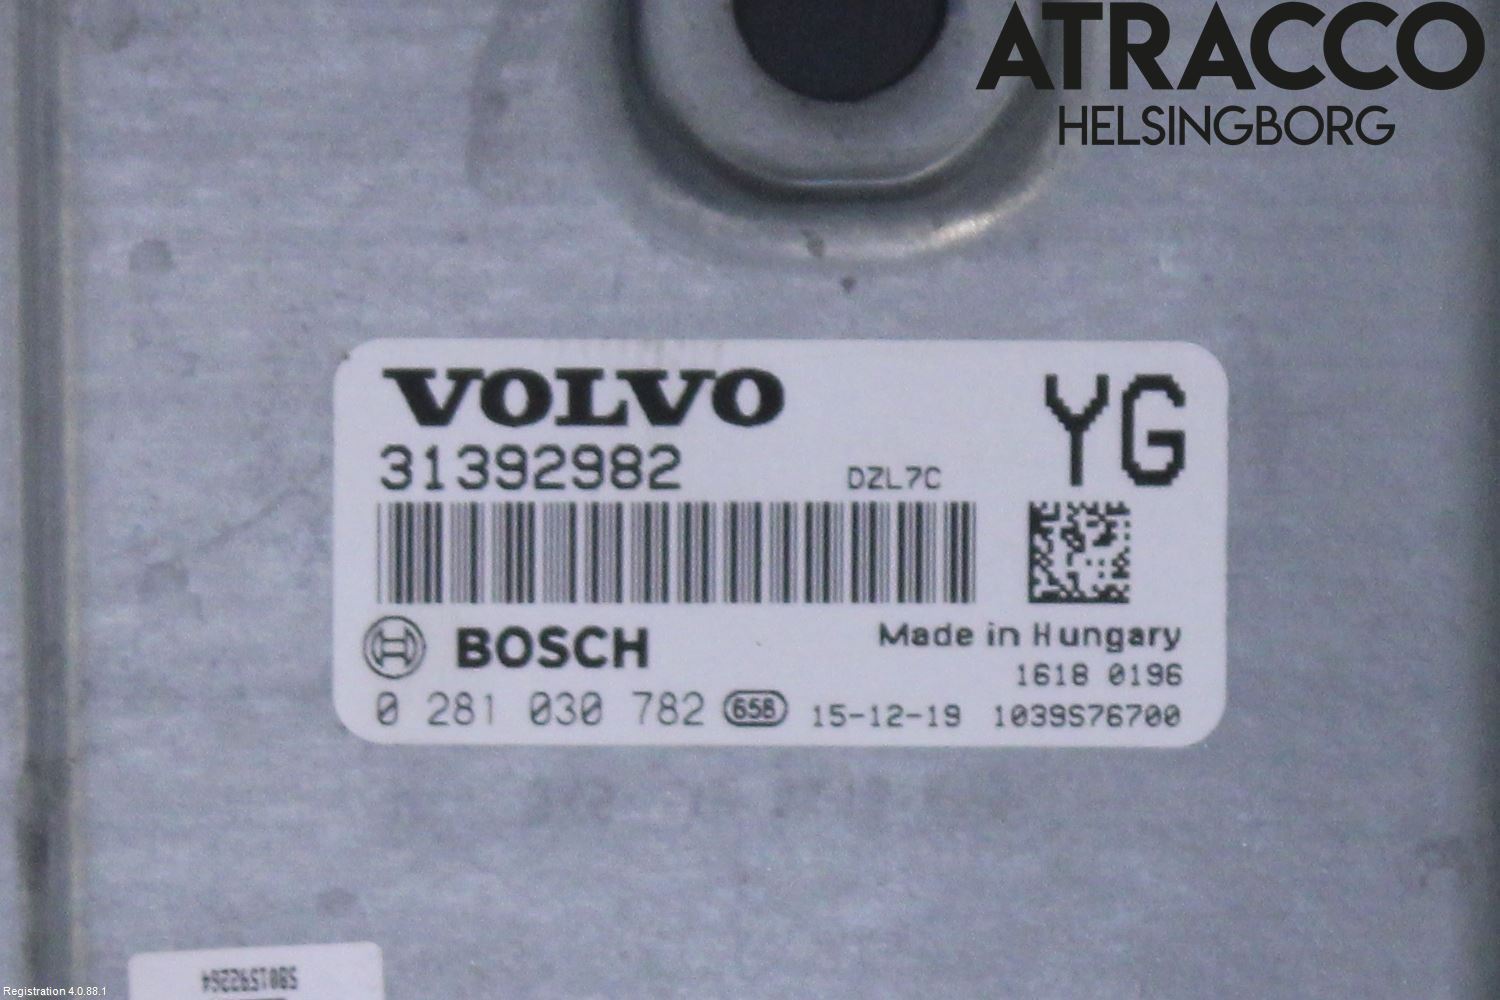 ATRACCO
HELSINGBORG
VOLVO
31392982
DZL7C
YG
BOSCH
Made in Hungary
1618 0196
0 281 030 782 658 15-12-19 1039S76700
Registration 4.0.88.1